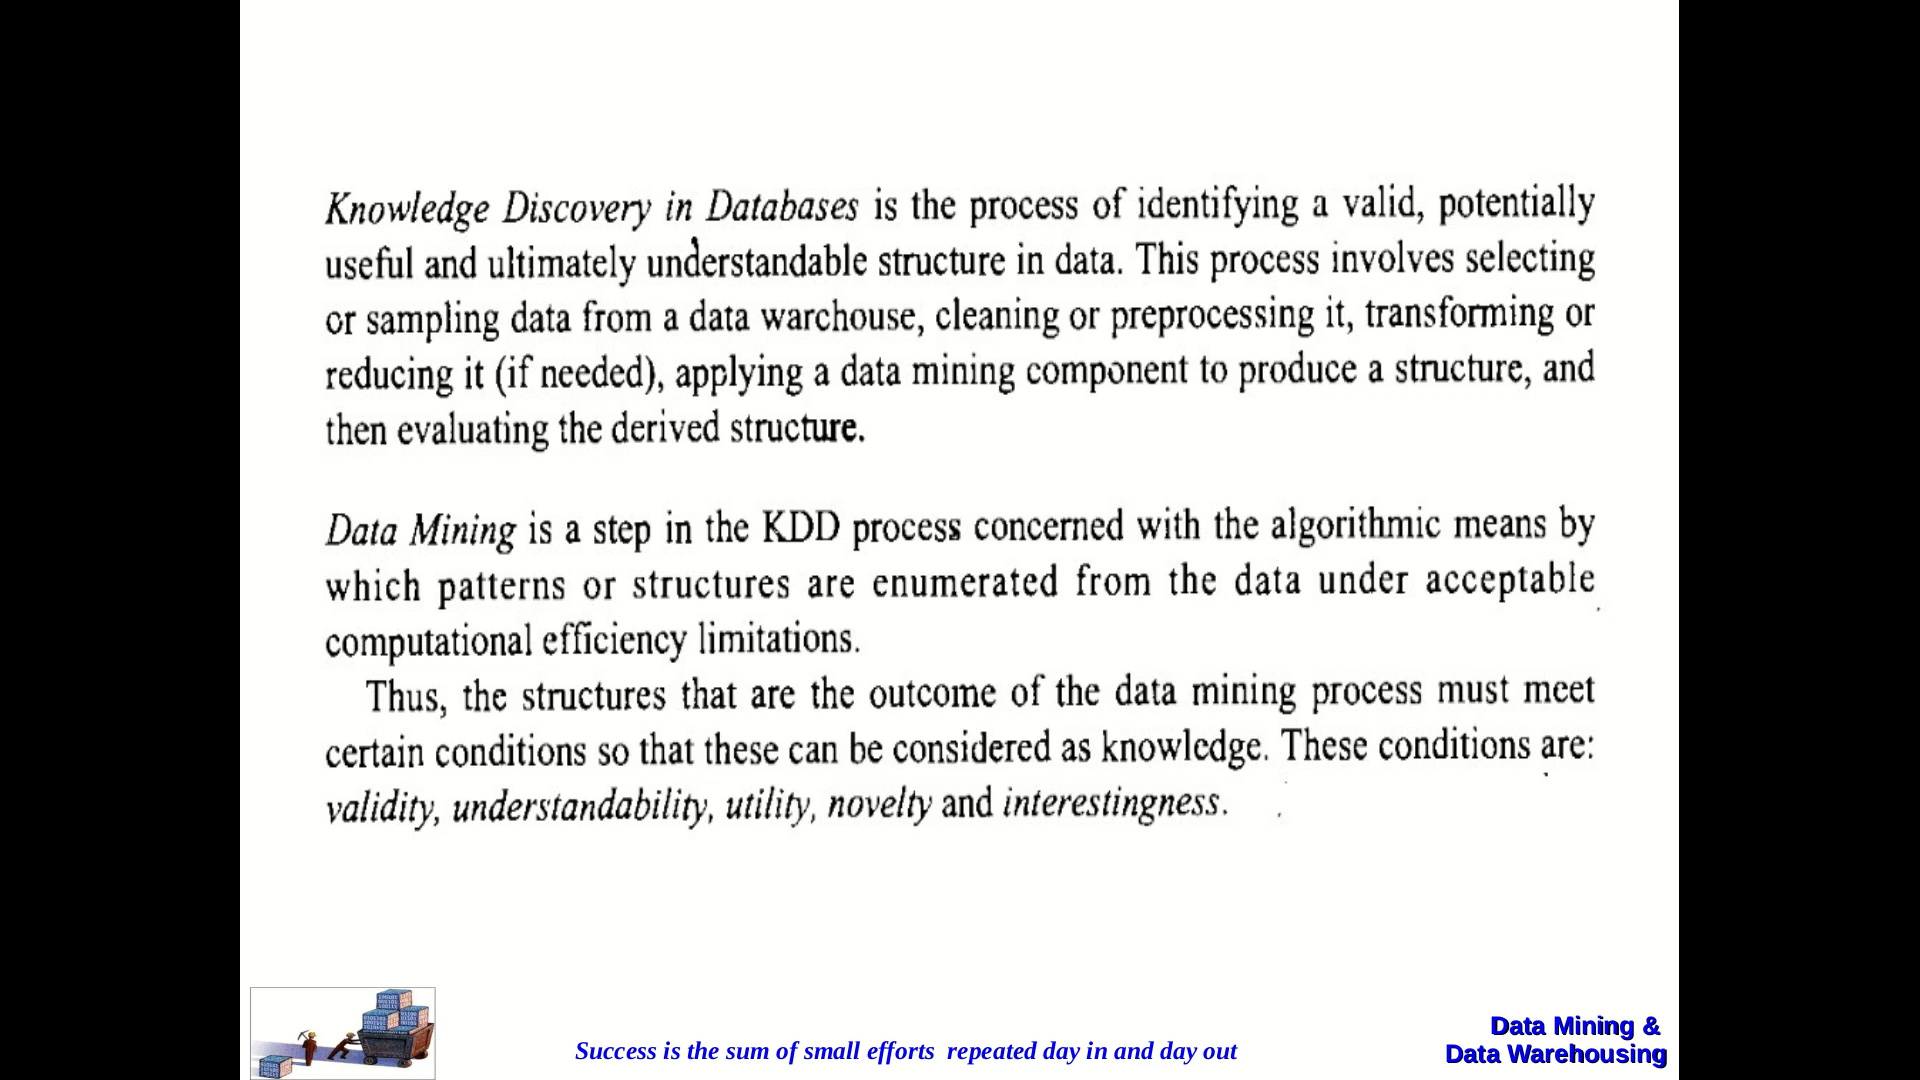 Knowledge Discovery in Databases is the process of identifying a valid, potentially
useful and ultimately understandable structure in data. This process involves selecting
or sampling data from a data warehouse, cleaning or preprocessing it, transforming or
reducing it (if needed), applying a data mining component to produce a structure, and
then evaluating the derived structure.
Data Mining is a step in the KDD process concerned with the algorithmic means by
which patterns or structures are enumerated from the data under acceptable
computational efficiency limitations.
Thus, the structures that are the outcome of the data mining process must meet
certain conditions so that these can be considered as knowledge. These conditions are:
validity, understandability, utility, novelty and interestingness.
Success is the sum of small efforts repeated day in and day out
Data Mining &
Data Warehousing